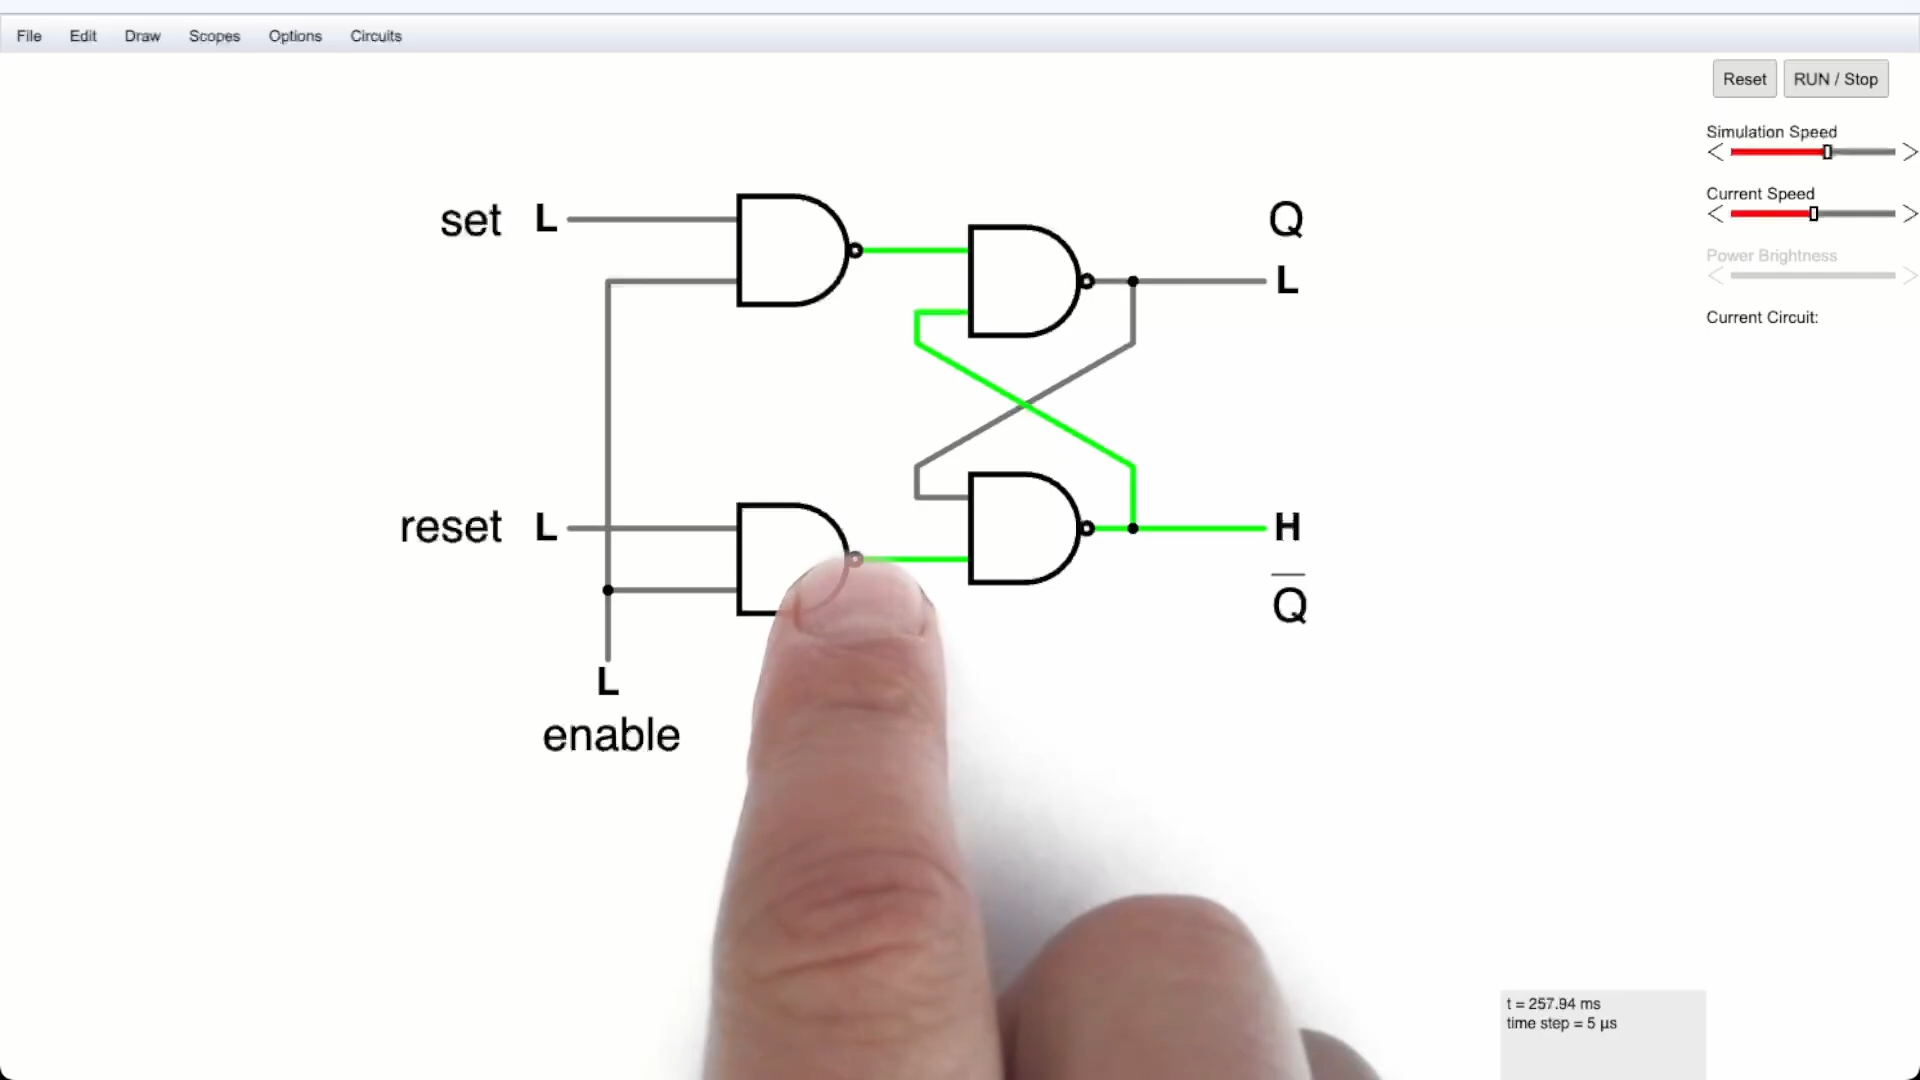 File Edit Draw Scopes Options Circuits
Reset RUN / Stop
Simulation Speed
Current Speed
Power Brightness
Current Circuit:
set L
Q
L
reset L
H
Q
L
enable
t = 257.94 ms
time step = 5 µs